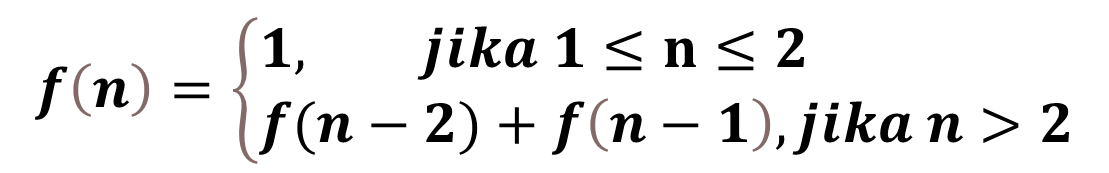 1, jika 1 ≤ n ≤ 2
f(n) = {
f(n − 2) + f(n − 1), jika n > 2